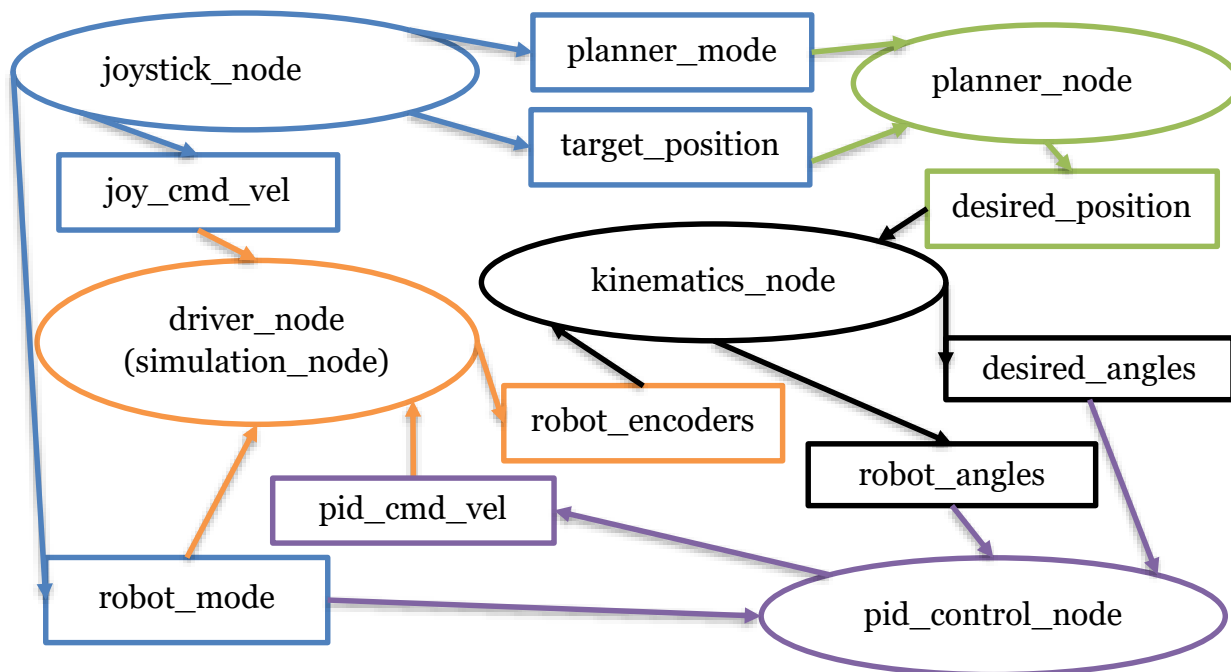 joystick_node
planner_mode
planner_node
target_position
joy_cmd_vel
desired_position
kinematics_node
driver_node
(simulation_node)
desired_angles
robot_encoders
robot_angles
pid_cmd_vel
robot_mode
pid_control_node